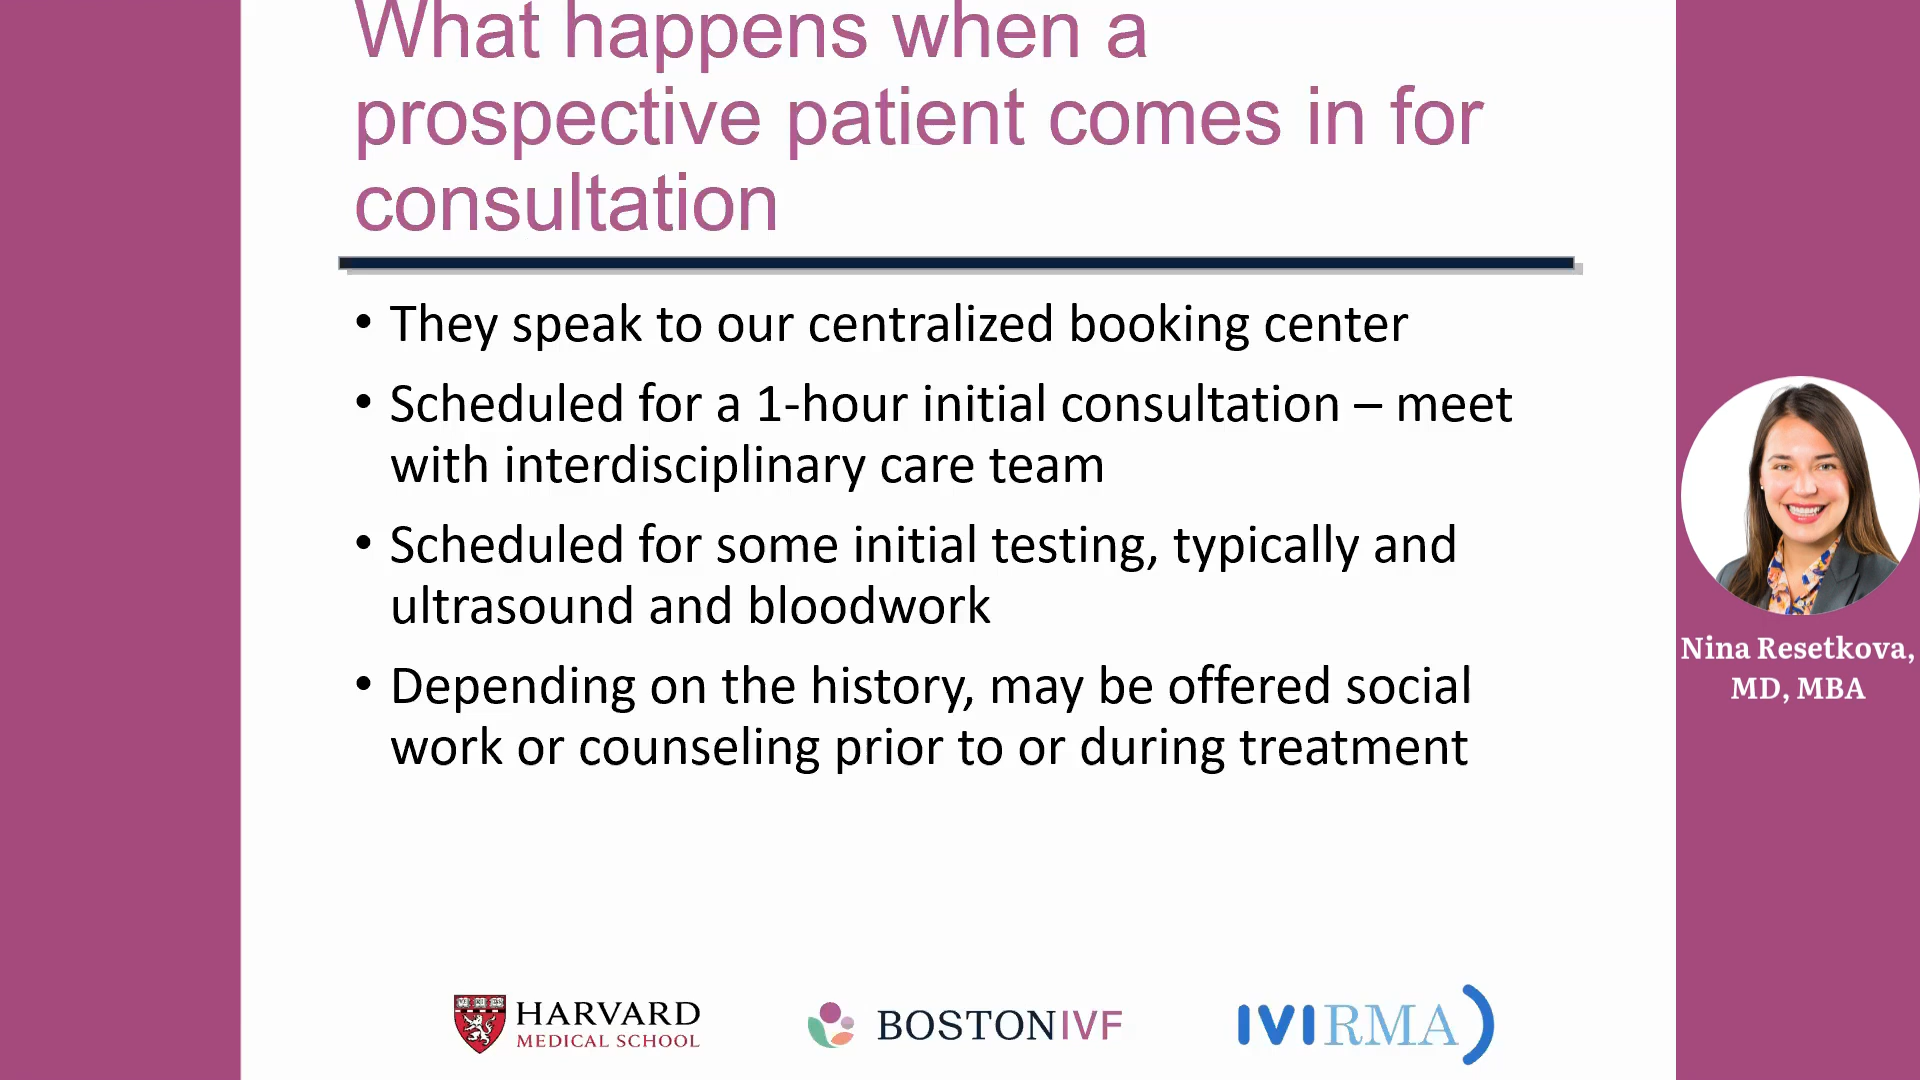 What happens when a
prospective patient comes in for
consultation
• They speak to our centralized booking center
• Scheduled for a 1-hour initial consultation – meet
with interdisciplinary care team
• Scheduled for some initial testing, typically and
ultrasound and bloodwork
• Depending on the history, may be offered social
work or counseling prior to or during treatment
Nina Resetkova,
MD, MBA
HARVARD
MEDICAL SCHOOL
BOSTONIVF
IVIRMA